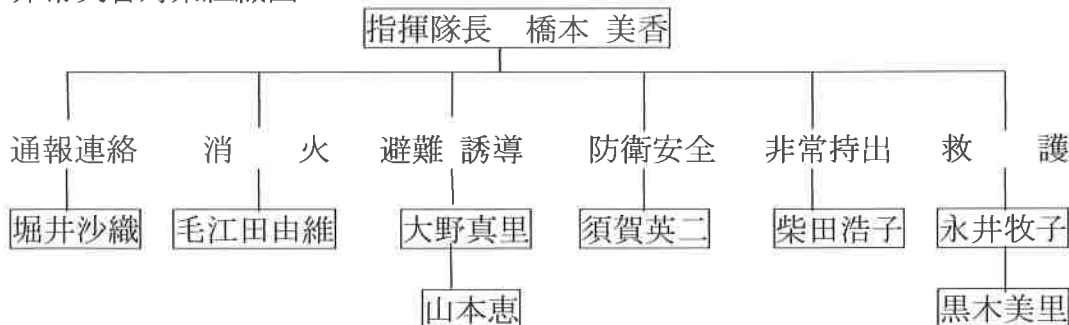 指揮隊長 橋本 美香
通報連絡 消 火 避難 誘導 防衛安全 非常持出 救 護
堀井沙織 毛江田由維 大野真里 須賀英二 柴田浩子 永井牧子
山本恵 黒木美里